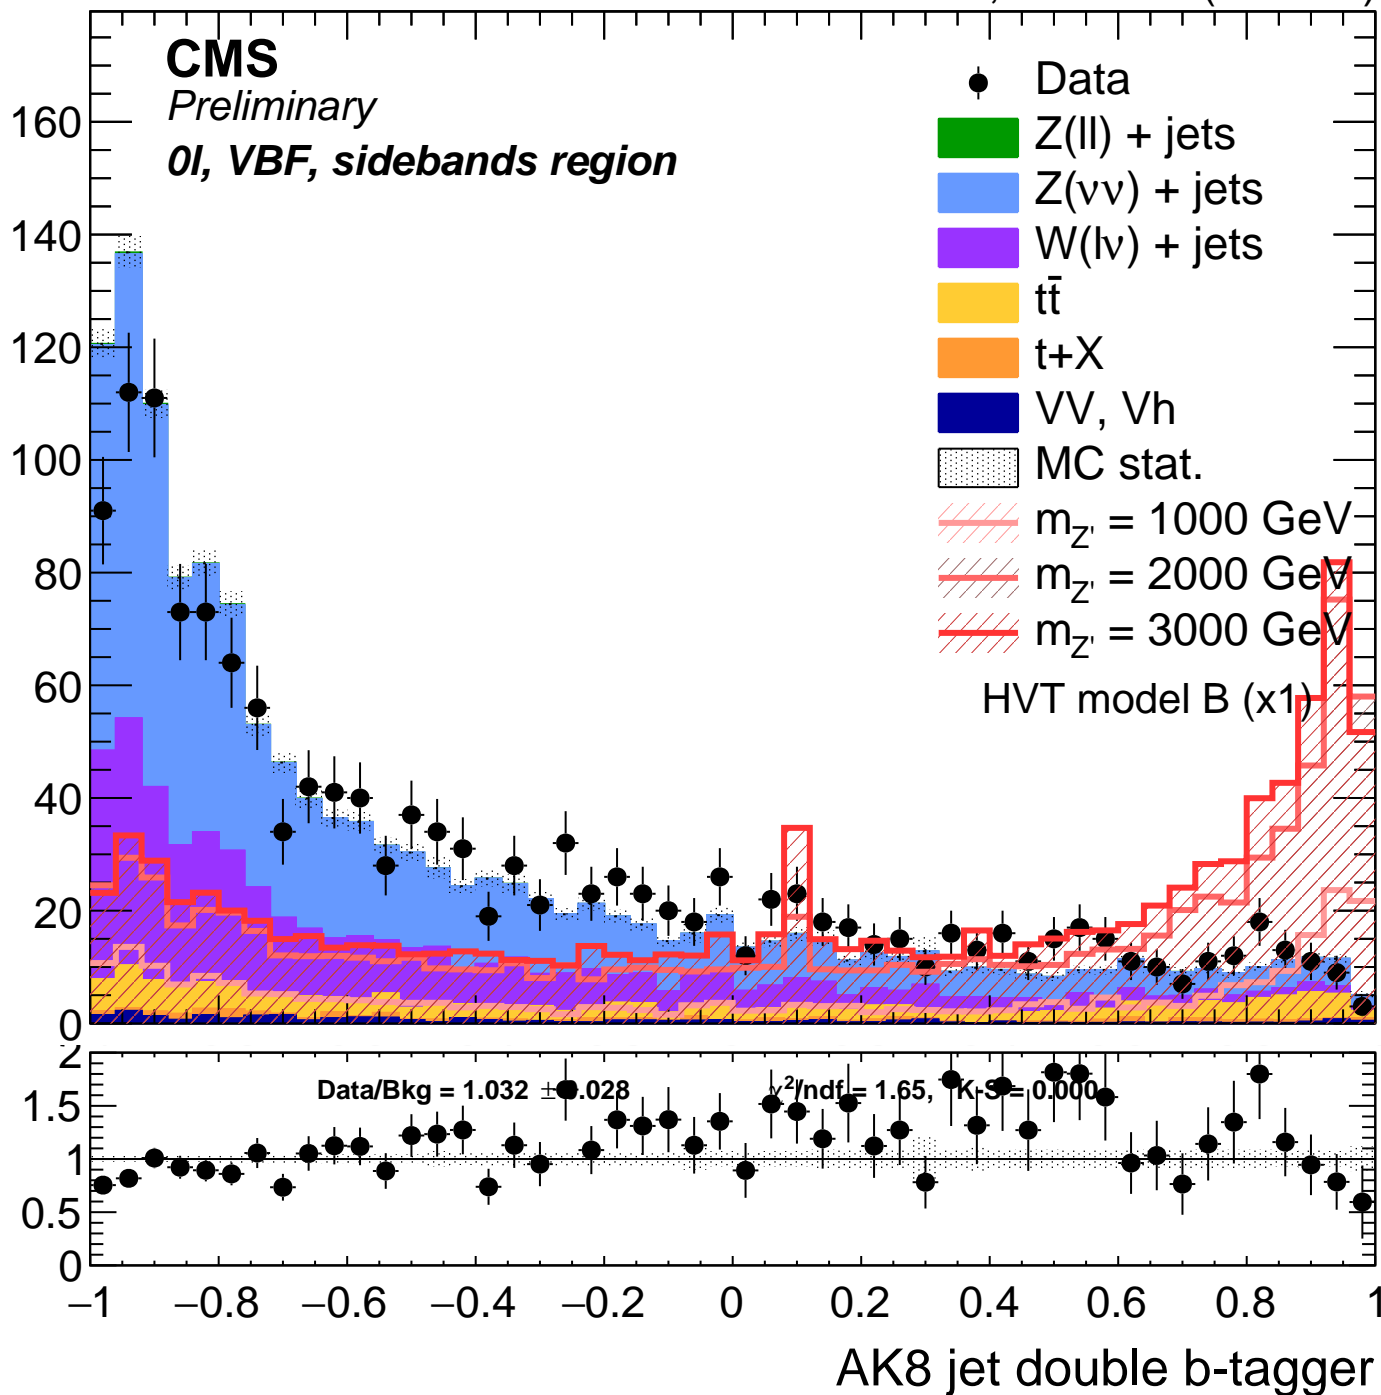 CMS
Preliminary
0l, VBF, sidebands region
Data
Z(ll) + jets
Z(νν) + jets
W(lν) + jets
tt̄
t+X
VV, Vh
MC stat.
m_Z' = 1000 GeV
m_Z' = 2000 GeV
m_Z' = 3000 GeV
HVT model B (x1)
160
140
120
100
80
60
40
20
0
Data/Bkg = 1.032 ± 0.028
χ²/ndf = 1.65, K-S = 0.000
2
1.5
1
0.5
0
−1 −0.8 −0.6 −0.4 −0.2 0 0.2 0.4 0.6 0.8 1
AK8 jet double b-tagger